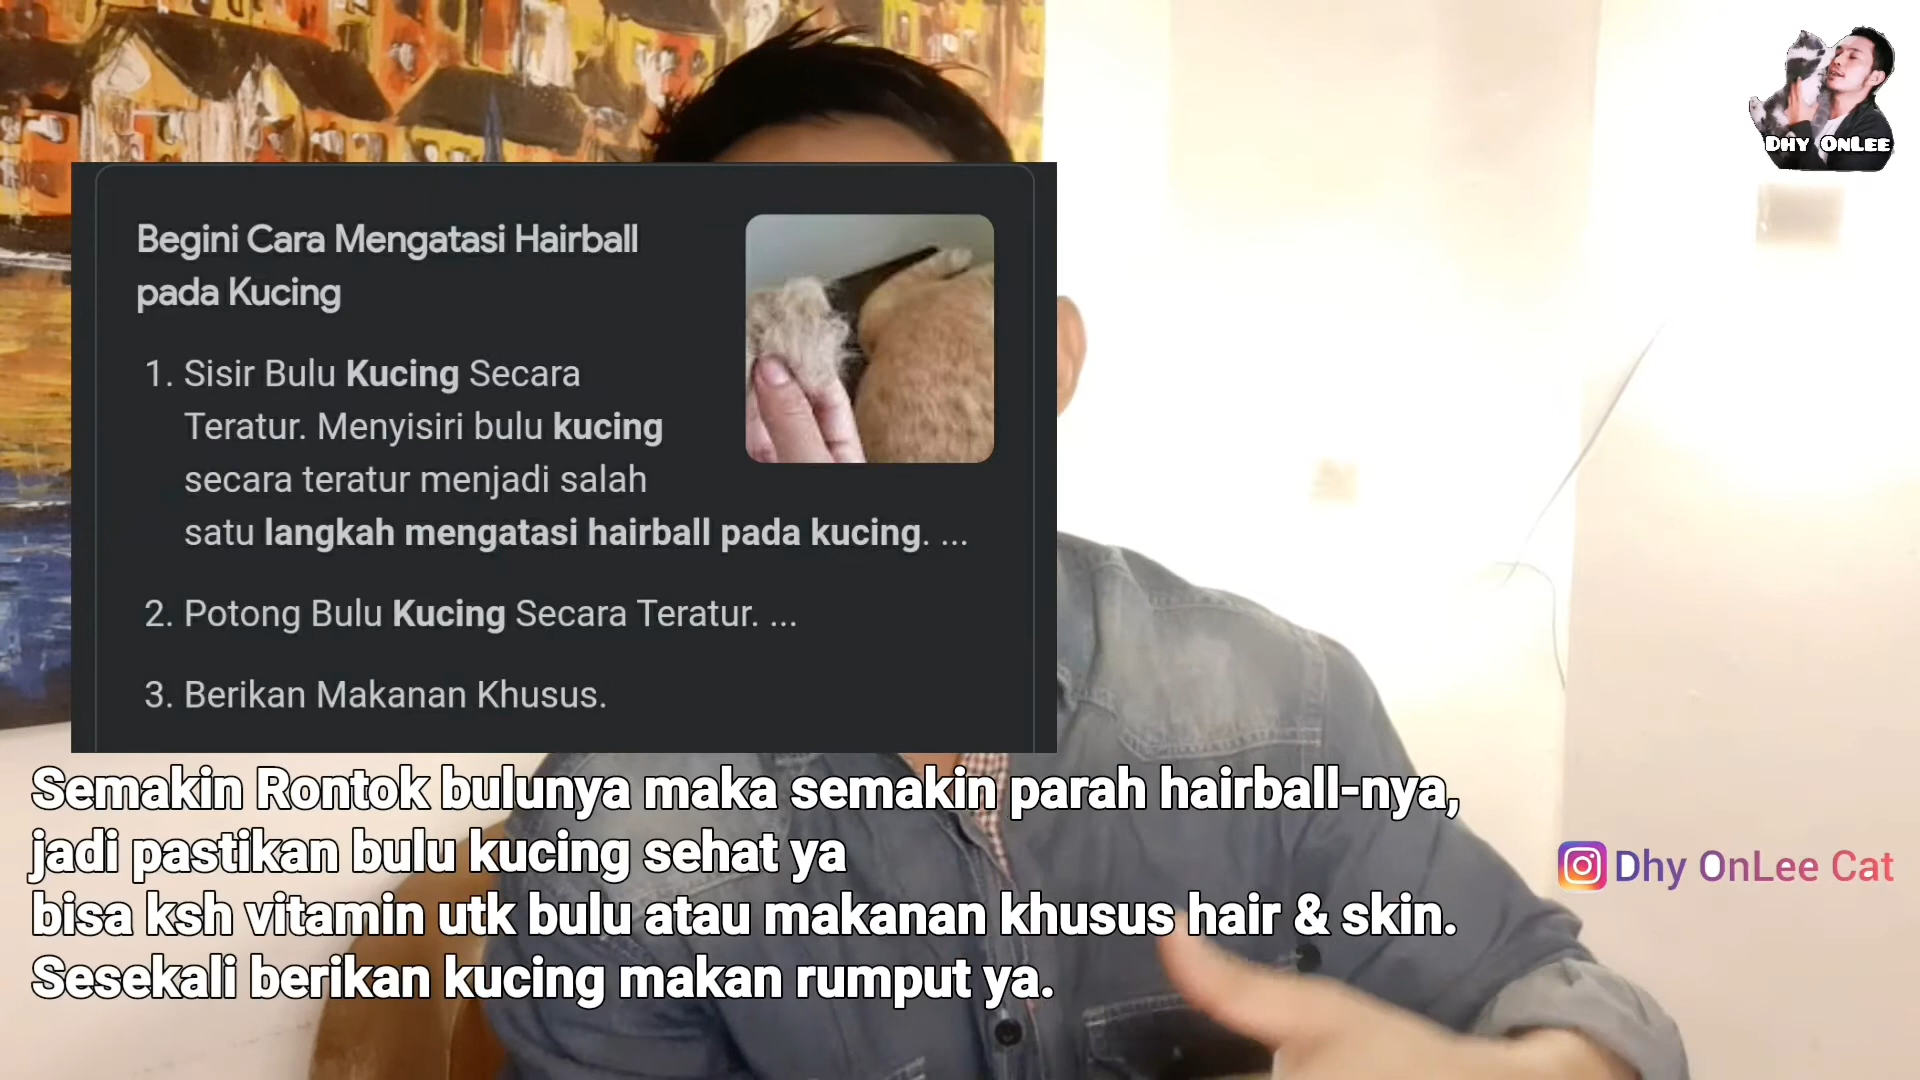 DHY ONLEE
Begini Cara Mengatasi Hairball
pada Kucing
1. Sisir Bulu Kucing Secara
Teratur. Menyisiri bulu kucing
secara teratur menjadi salah
satu langkah mengatasi hairball pada kucing. ...
2. Potong Bulu Kucing Secara Teratur. ...
3. Berikan Makanan Khusus.
Semakin Rontok bulunya maka semakin parah hairball-nya,
jadi pastikan bulu kucing sehat ya
bisa ksh vitamin utk bulu atau makanan khusus hair & skin.
Sesekali berikan kucing makan rumput ya.
Dhy OnLee Cat